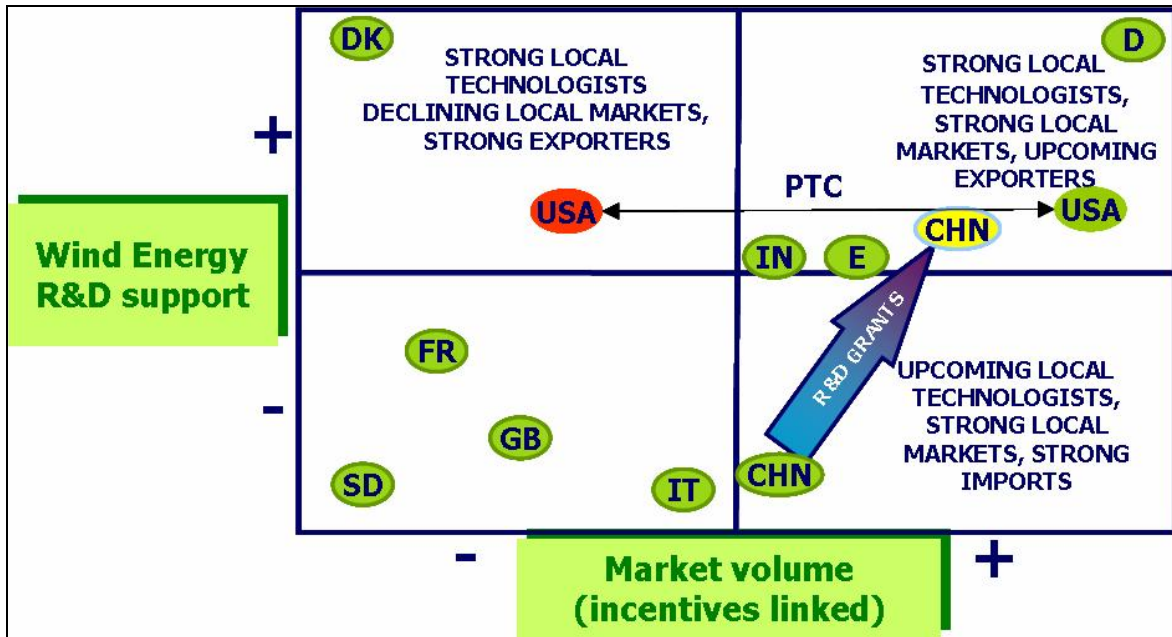 DK
STRONG LOCAL
TECHNOLOGISTS
DECLINING LOCAL MARKETS,
STRONG EXPORTERS
D
STRONG LOCAL
TECHNOLOGISTS,
STRONG LOCAL
MARKETS, UPCOMING
EXPORTERS
+
PTC
USA
USA
CHN
IN
E
Wind Energy
R&D support
FR
R&D GRANTS
UPCOMING LOCAL
TECHNOLOGISTS,
STRONG LOCAL
MARKETS, STRONG
IMPORTS
-
GB
SD
IT
CHN
-
+
Market volume
(incentives linked)